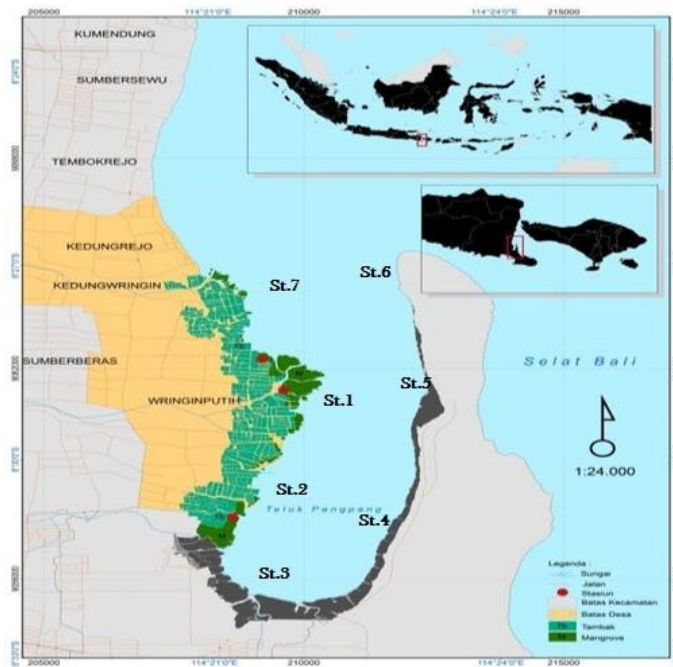 205000 114°21'0"E 210000 114°24'0"E 215000
KUMENDUNG
SUMBERSEWU
TEMBOKREJO
KEDUNGREJO
KEDUNGWRINGIN
St.7
St.6
SUMBERBERAS
WRINGINPUTIH
M
St.1
St.5
Selat Bali
1:24.000
St.2
Teluk Pangpang
St.4
Tb
M
St.3
Legenda :
Sungai
Jalan
Stasiun
Batas Kecamatan
Batas Desa
Tb Tambak
M Mangrove
205000 114°21'0"E 210000 114°24'0"E 215000